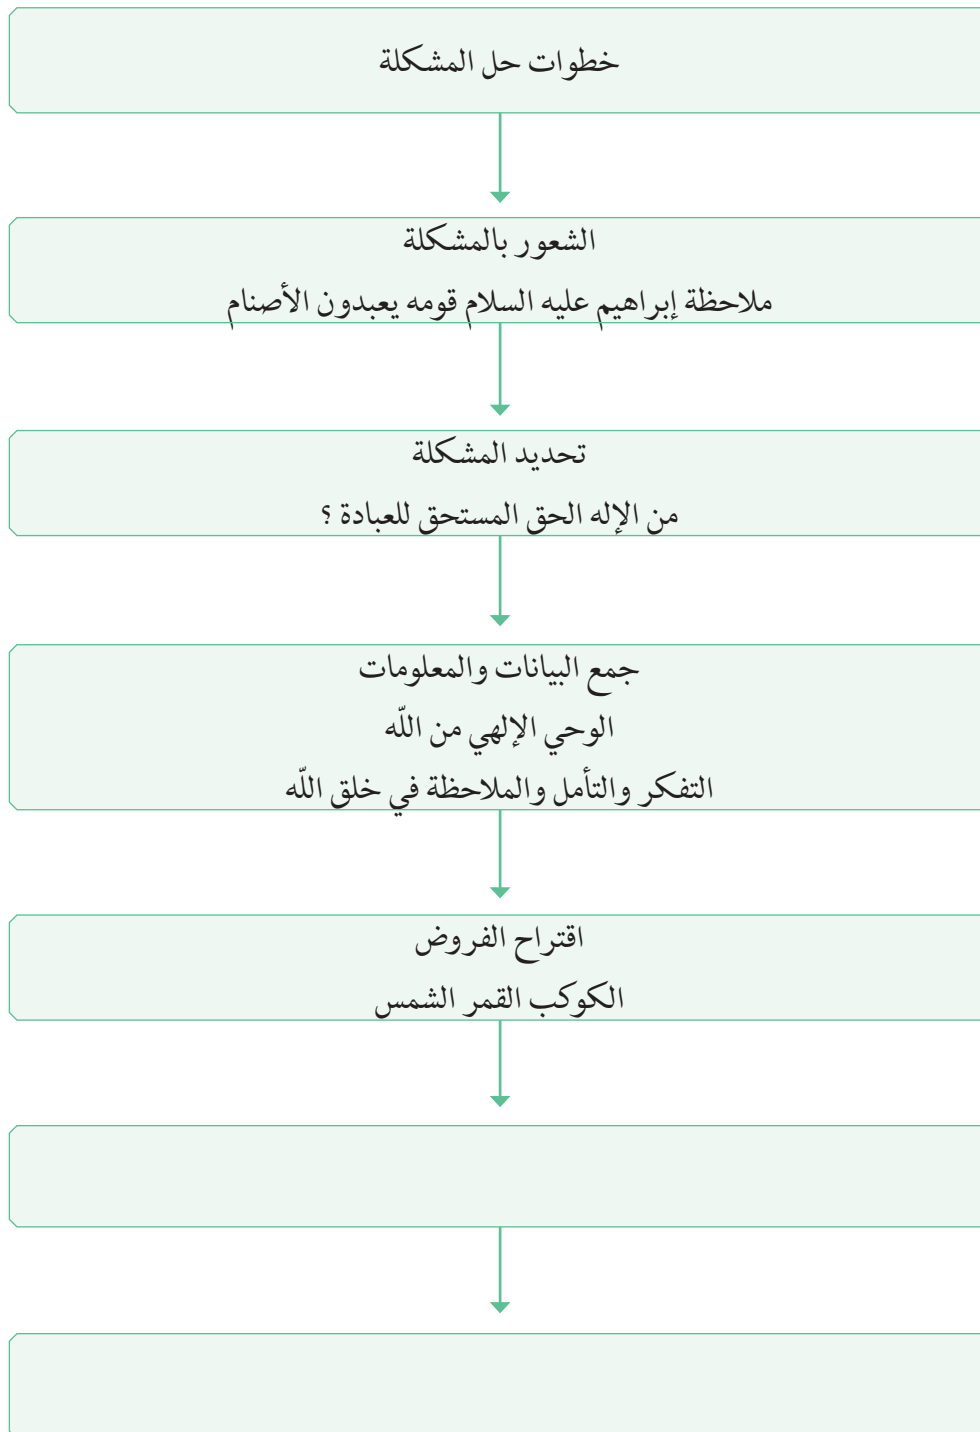 خطوات حل المشكلة
الشعور بالمشكلة
ملاحظة إبراهيم عليه السلام قومه يعبدون الأصنام
تحديد المشكلة
من الإله الحق المستحق للعبادة ؟
جمع البيانات والمعلومات
الوحي الإلهي من اللّه
التفكر والتأمل والملاحظة في خلق اللّه
اقتراح الفروض
الكوكب القمر الشمس